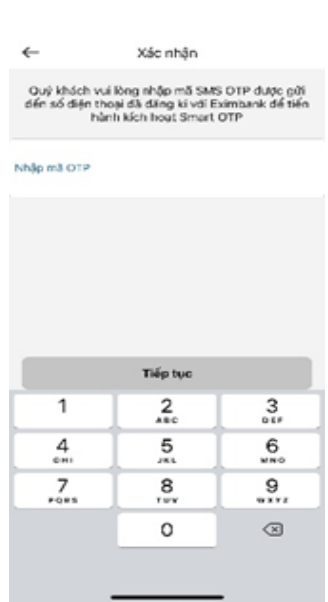 Xác nhận
Quý khách vui lòng nhập mã SMS OTP được gửi
đến số điện thoại đã đăng kí với Eximbank để tiến
hành kích hoạt Smart OTP
Nhập mã OTP
Tiếp tục
1
2
3
ABC
DEF
4
5
6
GHI
JKL
MNO
7
8
9
PQRS
TUV
WXYZ
0